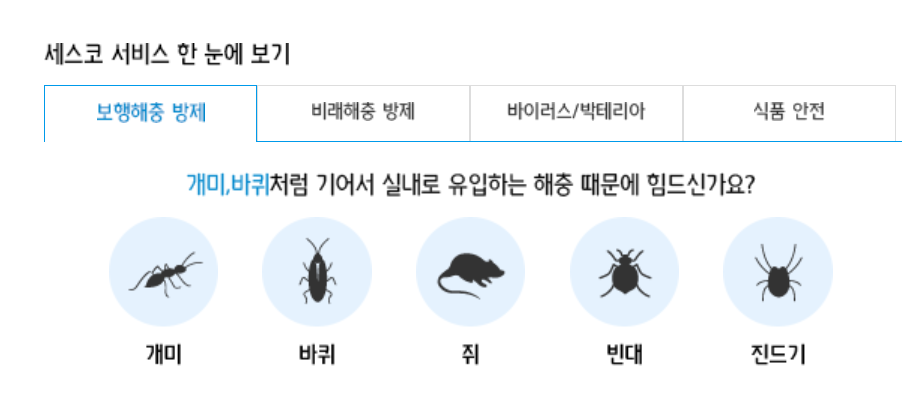 세스코 서비스 한 눈에 보기
보행해충 방제
비래해충 방제
바이러스/박테리아
식품 안전
개미,바퀴처럼 기어서 실내로 유입하는 해충 때문에 힘드신가요?
개미
바퀴
쥐
빈대
진드기